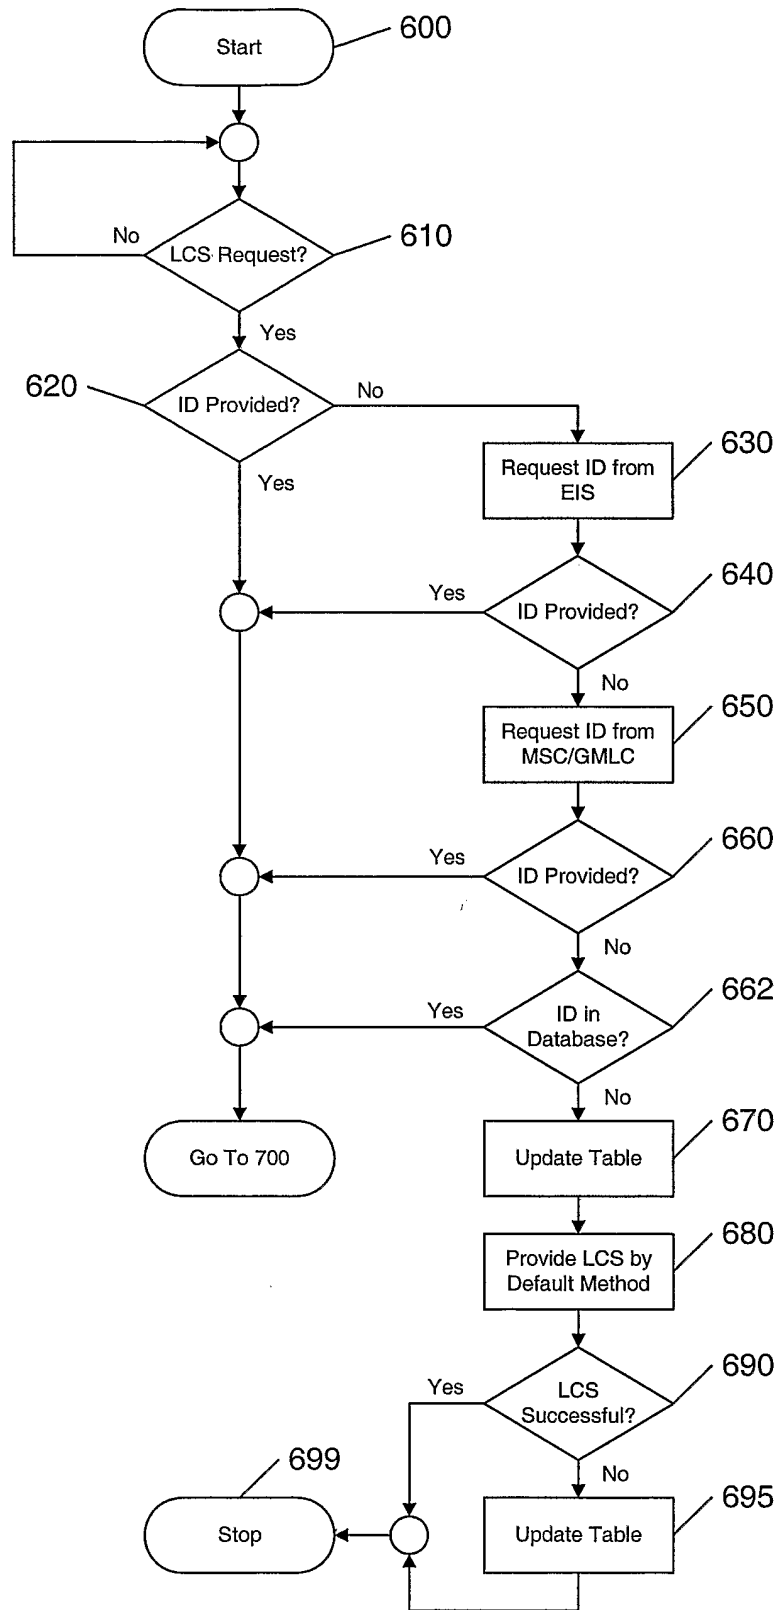 Start
600
No
LCS Request?
610
Yes
620
ID Provided?
No
Yes
Request ID from
EIS
630
Yes
ID Provided?
640
No
Request ID from
MSC/GMLC
650
Yes
ID Provided?
660
No
Yes
ID in
Database?
662
No
Go To 700
Update Table
670
Provide LCS by
Default Method
680
Yes
LCS
Successful?
690
No
699
Stop
Update Table
695